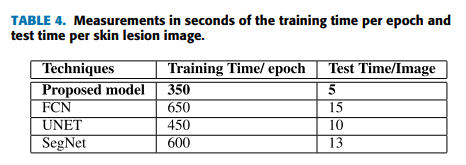 TABLE 4. Measurements in seconds of the training time per epoch and
test time per skin lesion image.
Techniques Training Time/ epoch Test Time/Image
Proposed model 350 5
FCN 650 15
UNET 450 10
SegNet 600 13